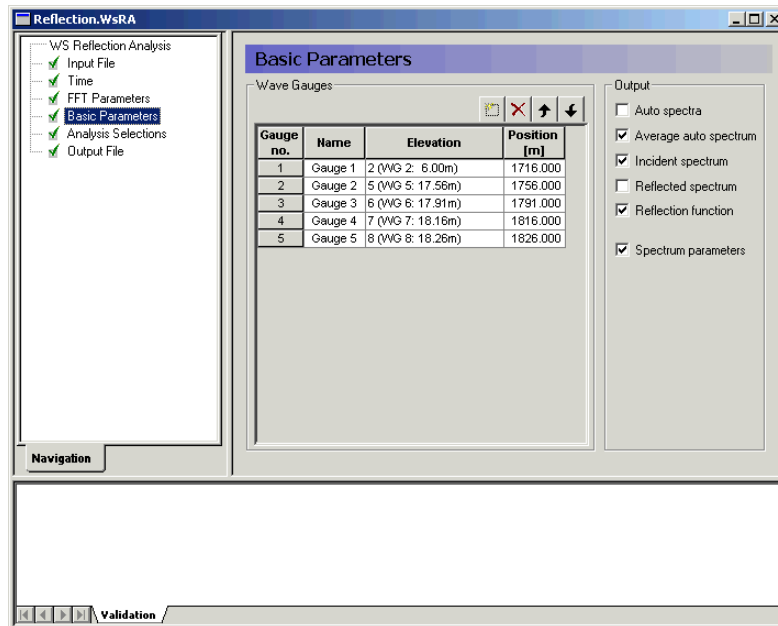 Reflection.WsRA
WS Reflection Analysis
Input File
Time
FFT Parameters
Basic Parameters
Analysis Selections
Output File
Navigation
Basic Parameters
Wave Gauges
Gauge no. Name Elevation Position [m]
1 Gauge 1 2 (WG 2: 6.00m) 1716.000
2 Gauge 2 5 (WG 5: 17.56m) 1756.000
3 Gauge 3 6 (WG 6: 17.91m) 1791.000
4 Gauge 4 7 (WG 7: 18.16m) 1816.000
5 Gauge 5 8 (WG 8: 18.26m) 1826.000
Output
Auto spectra
Average auto spectrum
Incident spectrum
Reflected spectrum
Reflection function
Spectrum parameters
Validation